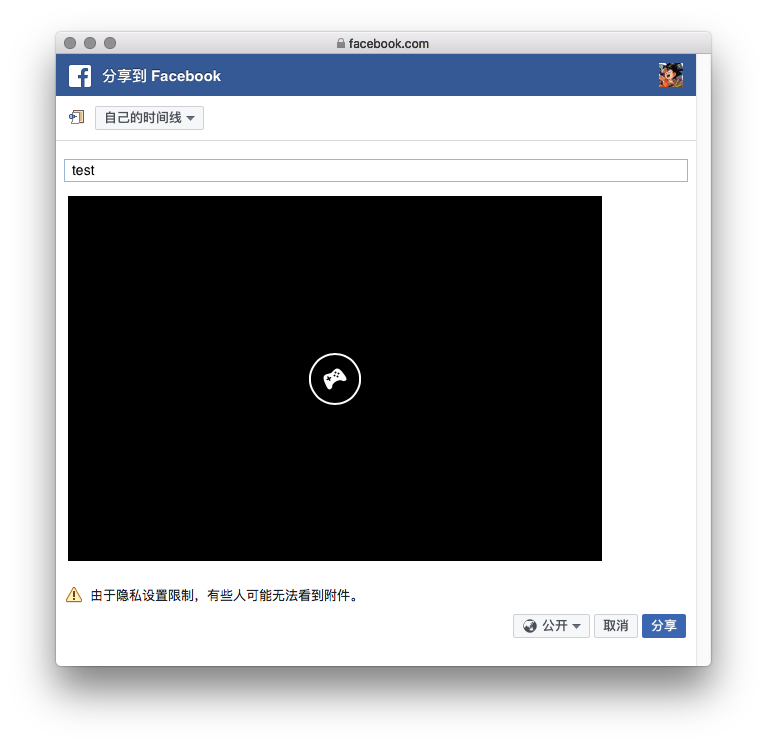 facebook.com
分享到 Facebook
自己的时间线
test
由于隐私设置限制，有些人可能无法看到附件。
公开 取消 分享